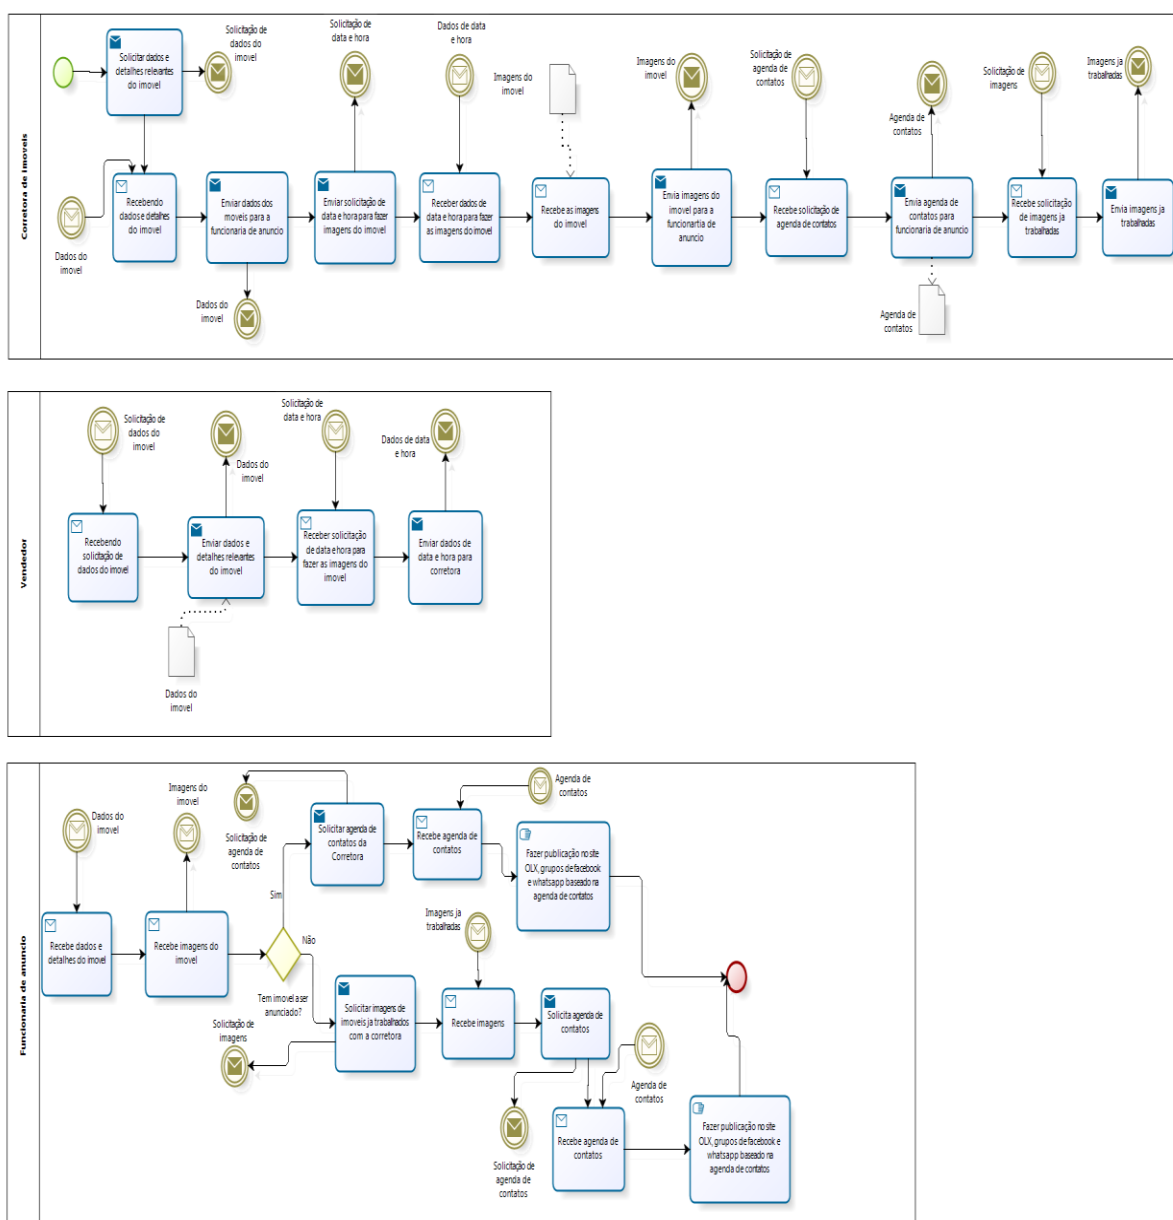 Corretora de imoveis
Solicitar dados e
detalhes relevantes
do imovel
Solicitação de
dados do
imovel
Solicitação de
data e hora
Dados de data
e hora
Imagens do
imovel
Imagens do
imovel
Solicitação de
agenda de
contatos
Agenda de
contatos
Solicitação de
imagens
Imagens ja
trabalhadas
Dados do
imovel
Recebendo
dados e detalhes
do imovel
Enviar dados dos
moveis para a
funcionaria de anuncio
Enviar solicitação de
data e hora para fazer
imagens do imovel
Receber dados de
data e hora para fazer
as imagens do imovel
Recebe as imagens
do imovel
Envia imagens do
imovel para a
funcionartia de
anuncio
Recebe solicitação de
agenda de contatos
Envia agenda de
contatos para
funcionaria de anuncio
Recebe solicitação
de imagens ja
trabalhadas
Envia imagens ja
trabalhadas
Dados do
imovel
Agenda de
contatos
Vendedor
Solicitação de
dados do
imovel
Dados do
imovel
Solicitação de
data e hora
Dados de data
e hora
Recebendo
solicitação de
dados do imovel
Enviar dados e
detalhes relevantes
do imovel
Receber solicitação
de data e hora para
fazer as imagens do
imovel
Enviar dados de
data e hora para
corretora
Dados do
imovel
Funcionaria de anuncio
Dados do
imovel
Imagens do
imovel
Solicitação de
agenda de
contatos
Solicitar agenda de
contatos da
Corretora
Recebe agenda de
contatos
Agenda de
contatos
Fazer publicação no site
OLX, grupos de facebook
e whatsapp baseado na
agenda de contatos
Sim
Não
Recebe dados e
detalhes do imovel
Recebe imagens do
imovel
Tem imovel a ser
anunciado?
Imagens ja
trabalhadas
Solicitar imagens de
imoveis ja trabalhados
com a corretora
Recebe imagens
Solicita agenda de
contatos
Solicitação de
imagens
Agenda de
contatos
Solicitação de
agenda de
contatos
Recebe agenda de
contatos
Fazer publicação no site
OLX, grupos de facebook e
whatsapp baseado na
agenda de contatos